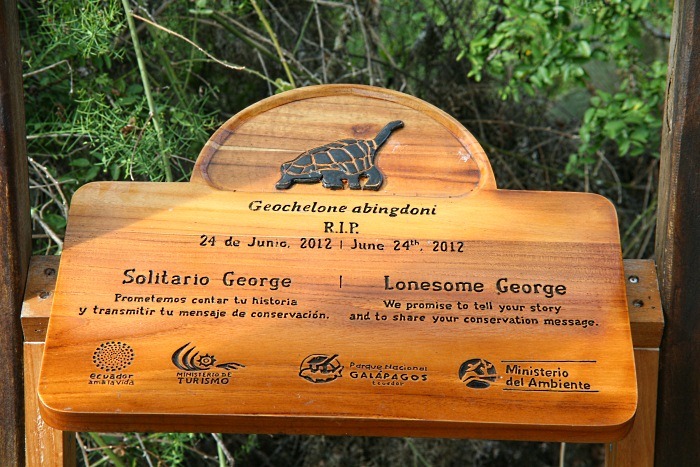 Geochelone abingdoni
R.I.P.
24 de Junio, 2012 | June 24th, 2012
Solitario George | Lonesome George
Prometemos contar tu historia
y transmitir tu mensaje de conservación.
We promise to tell your story
and to share your conservation message.
ecuador
ama la vida
MINISTERIO DE
TURISMO
Parque Nacional
GALÁPAGOS
Ecuador
Ministerio
del Ambiente